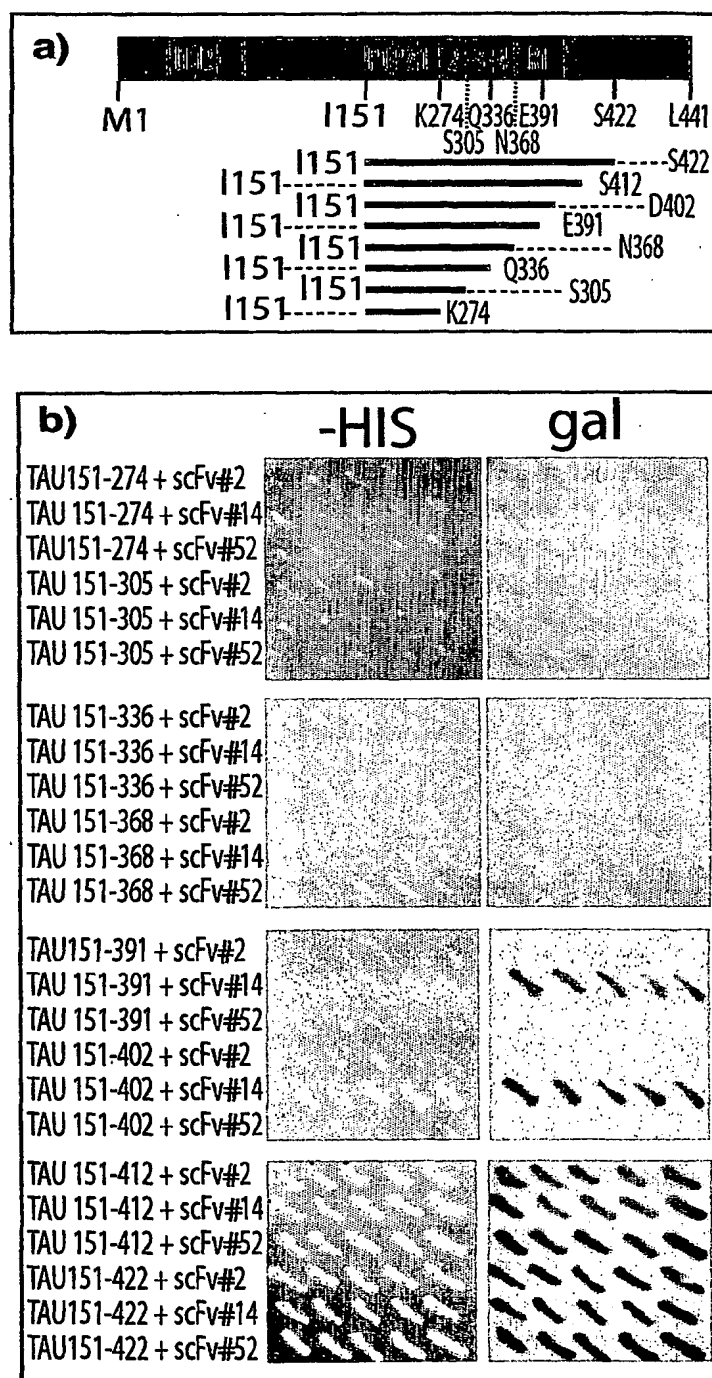 a)
M1 I151 K274 Q336 E391 S422 L441
S305 N368
I151 S422
I151 S412
I151 D402
I151 E391
I151 N368
I151 Q336
I151 S305
I151 K274
b)
-HIS gal
TAU151-274 + scFv#2
TAU 151-274 + scFv#14
TAU151-274 + scFv#52
TAU 151-305 + scFv#2
TAU 151-305 + scFv#14
TAU 151-305 + scFv#52
TAU 151-336 + scFv#2
TAU 151-336 + scFv#14
TAU 151-336 + scFv#52
TAU 151-368 + scFv#2
TAU 151-368 + scFv#14
TAU 151-368 + scFv#52
TAU151-391 + scFv#2
TAU 151-391 + scFv#14
TAU 151-391 + scFv#52
TAU 151-402 + scFv#2
TAU 151-402 + scFv#14
TAU 151-402 + scFv#52
TAU 151-412 + scFv#2
TAU 151-412 + scFv#14
TAU 151-412 + scFv#52
TAU151-422 + scFv#2
TAU151-422 + scFv#14
TAU151-422 + scFv#52